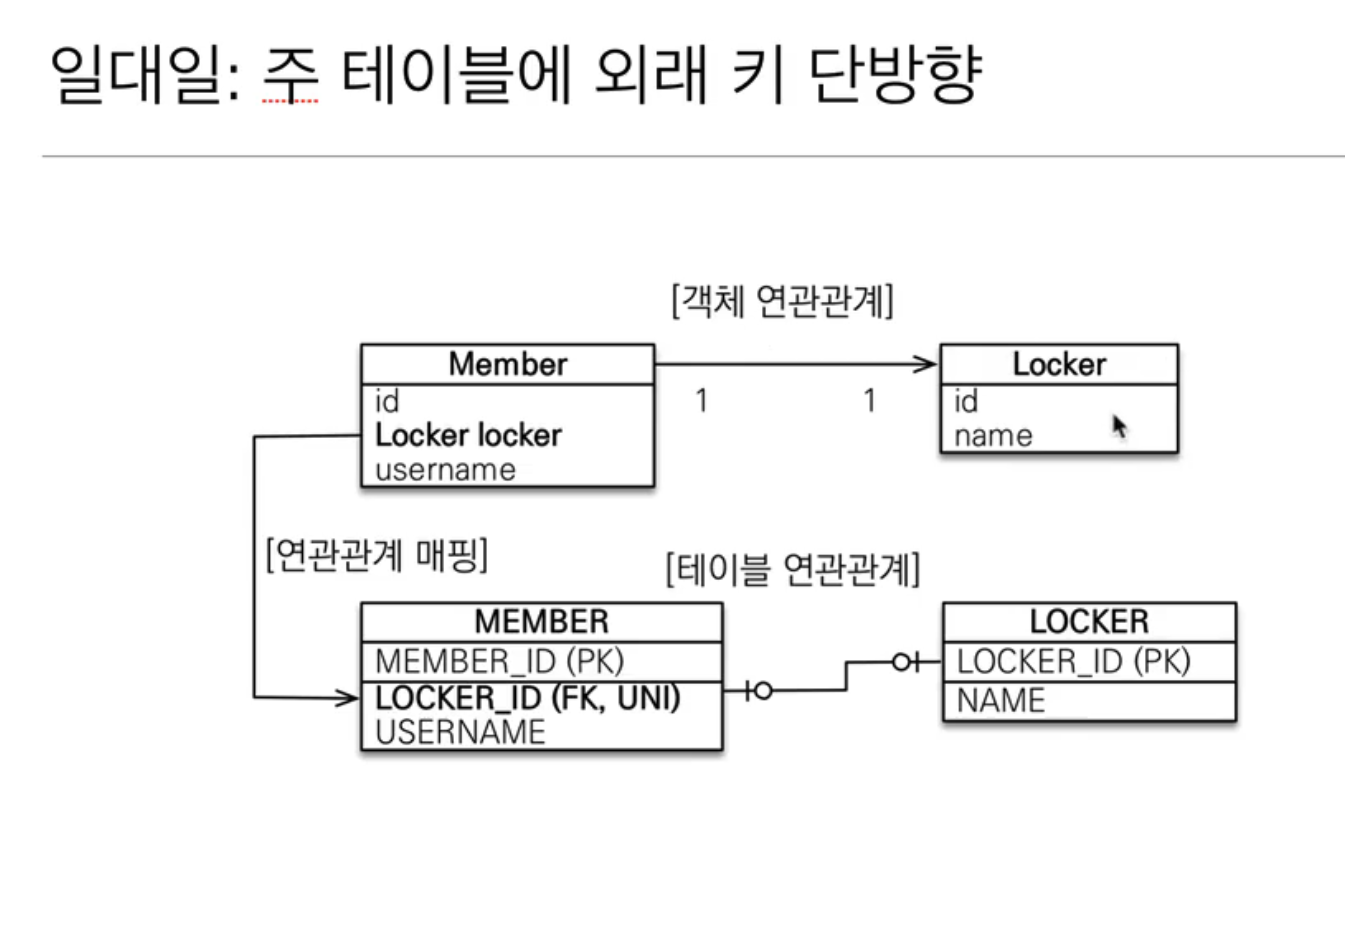 일대일: 주 테이블에 외래 키 단방향
[객체 연관관계]
Member
id
Locker locker
username
1
1
Locker
id
name
[연관관계 매핑]
[테이블 연관관계]
MEMBER
MEMBER_ID (PK)
LOCKER_ID (FK, UNI)
USERNAME
LOCKER
LOCKER_ID (PK)
NAME